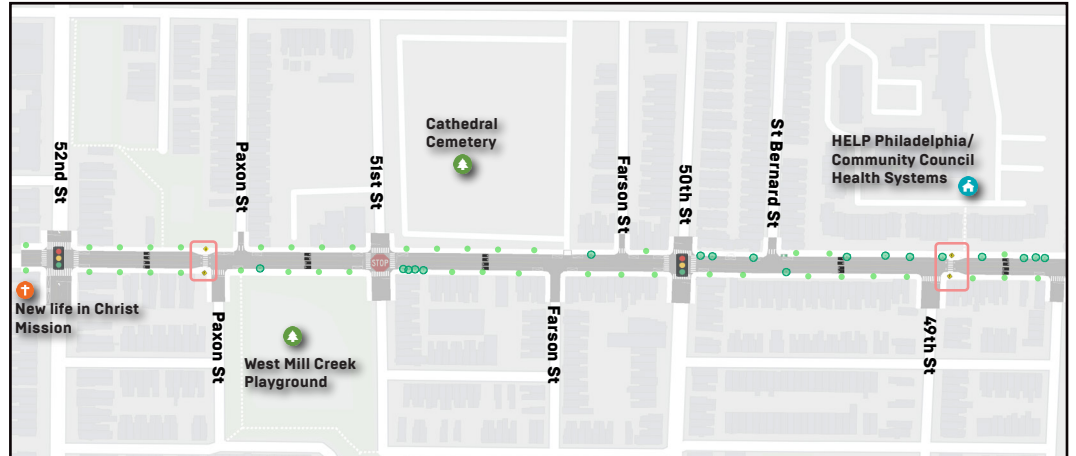 52nd St
Paxon St
51st St
Cathedral
Cemetery
Farson St
50th St
St Bernard St
HELP Philadelphia/
Community Council
Health Systems
STOP
New life in Christ
Mission
Paxon St
West Mill Creek
Playground
Farson St
49th St